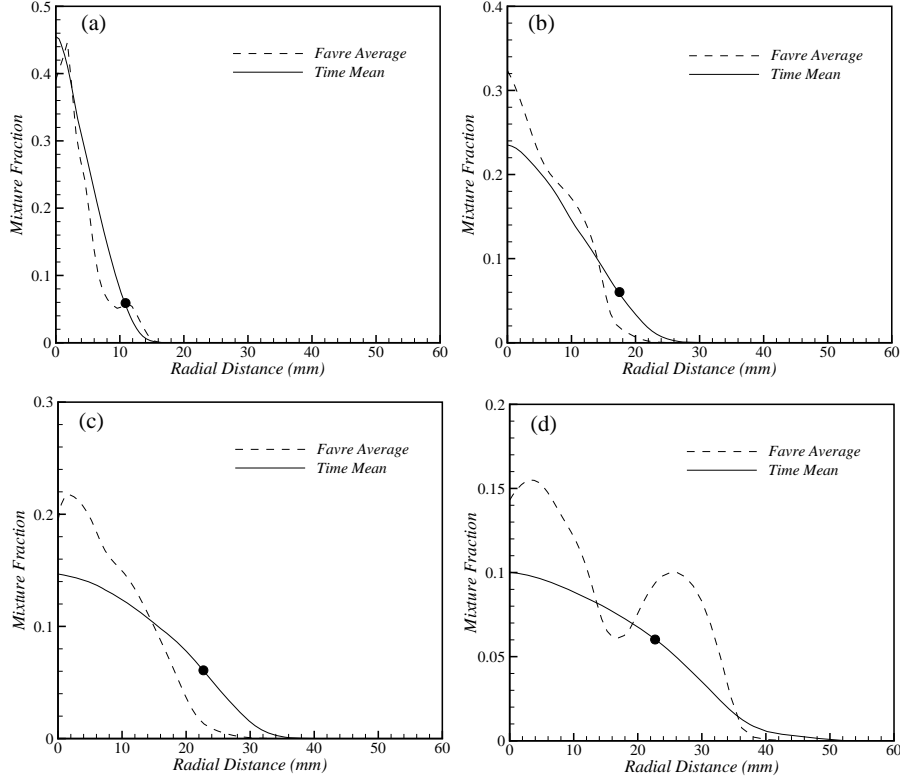 (a)
Favre Average
Time Mean
0.5
0.4
0.3
0.2
0.1
0
Mixture Fraction
0 10 20 30 40 50 60
Radial Distance (mm)
(b)
Favre Average
Time Mean
0.4
0.3
0.2
0.1
0
Mixture Fraction
0 10 20 30 40 50 60
Radial Distance (mm)
(c)
Favre Average
Time Mean
0.3
0.2
0.1
0
Mixture Fraction
0 10 20 30 40 50 60
Radial Distance (mm)
(d)
Favre Average
Time Mean
0.2
0.15
0.1
0.05
0
Mixture Fraction
0 10 20 30 40 50 60
Radial Distance (mm)